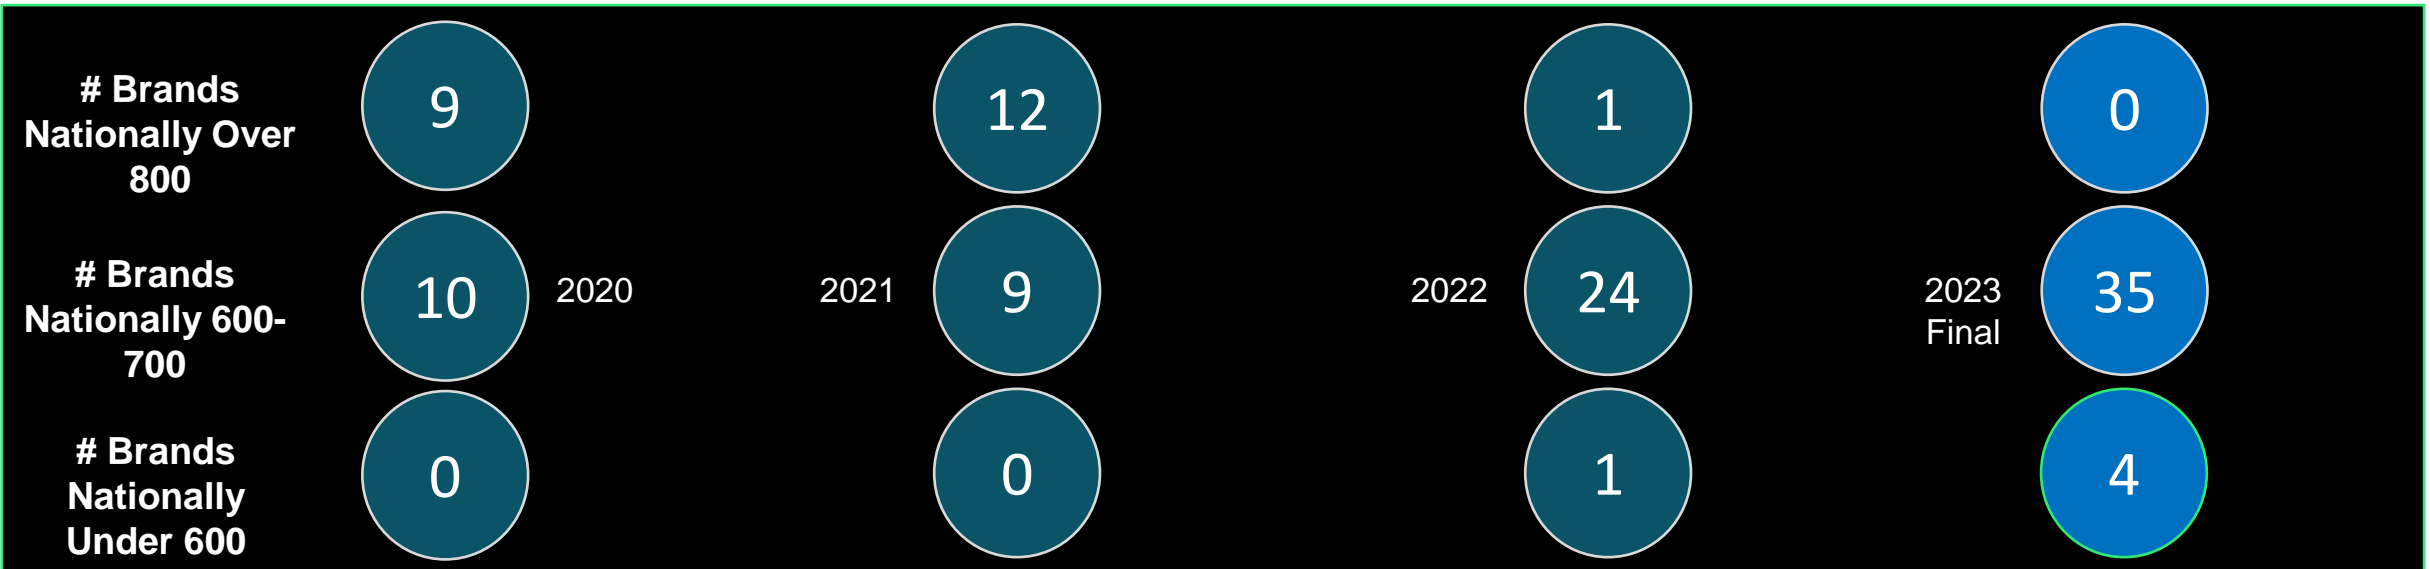 # Brands
Nationally Over
800
9
12
1
0
# Brands
Nationally 600-
700
10
2020
2021
9
2022
24
2023
Final
35
# Brands
Nationally
Under 600
0
0
1
4